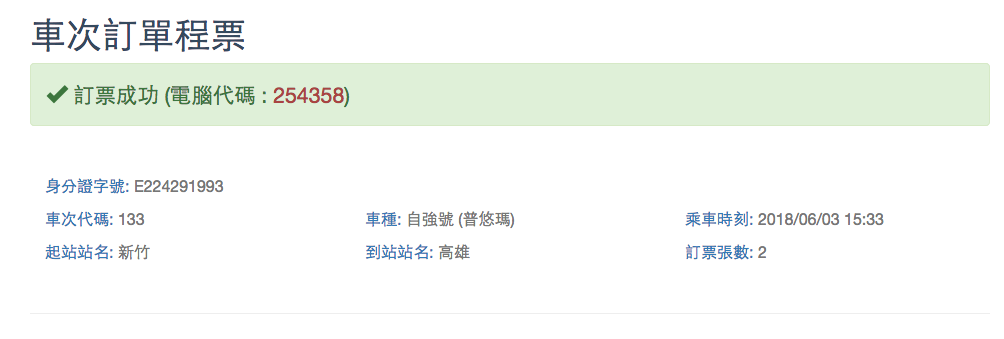 車次訂單程票
訂票成功 (電腦代碼 : 254358)
身分證字號: E224291993
車次代碼: 133 車種: 自強號 (普悠瑪) 乘車時刻: 2018/06/03 15:33
起站站名: 新竹 到站站名: 高雄 訂票張數: 2